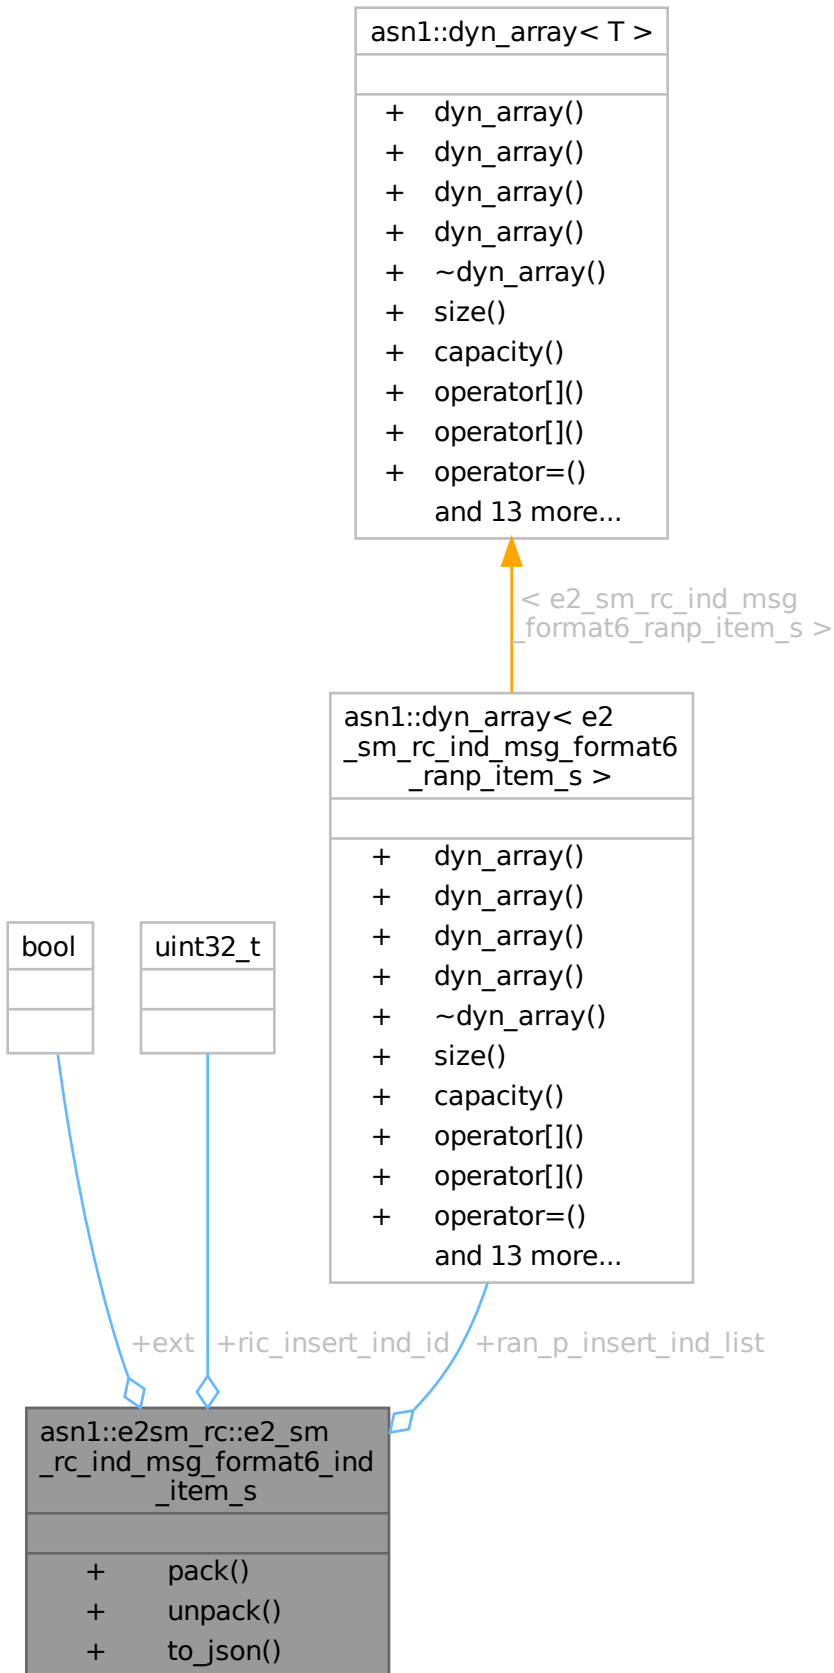 asn1::dyn_array< T >
+ dyn_array()
+ dyn_array()
+ dyn_array()
+ dyn_array()
+ ~dyn_array()
+ size()
+ capacity()
+ operator[]()
+ operator[]()
+ operator=()
and 13 more...
< e2_sm_rc_ind_msg
_format6_ranp_item_s >
asn1::dyn_array< e2
_sm_rc_ind_msg_format6
_ranp_item_s >
+ dyn_array()
+ dyn_array()
+ dyn_array()
+ dyn_array()
+ ~dyn_array()
+ size()
+ capacity()
+ operator[]()
+ operator[]()
+ operator=()
and 13 more...
bool
uint32_t
+ext
+ric_insert_ind_id
+ran_p_insert_ind_list
asn1::e2sm_rc::e2_sm
_rc_ind_msg_format6_ind
_item_s
+ pack()
+ unpack()
+ to_json()